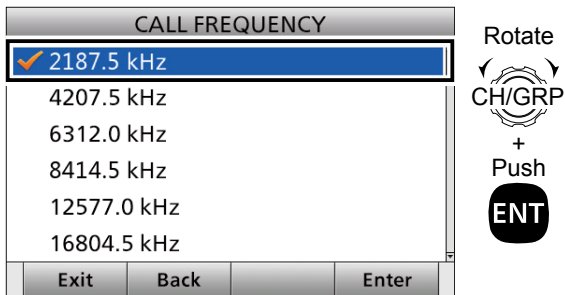 CALL FREQUENCY
2187.5 kHz
4207.5 kHz
6312.0 kHz
8414.5 kHz
12577.0 kHz
16804.5 kHz
Exit Back Enter
Rotate
CH/GRP
+
Push
ENT